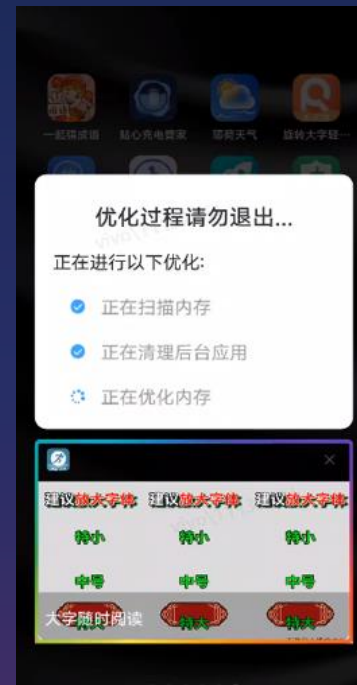 一起猜成语 贴心充电管家 茄荷天气 旋转大字轻…
优化过程请勿退出...
正在进行以下优化:
正在扫描内存
正在清理后台应用
正在优化内存
建议放大字体 建议放大字体 建议放大字体
特小 特小 特小
中号 中号 中号
特大 特大
大字随时阅读